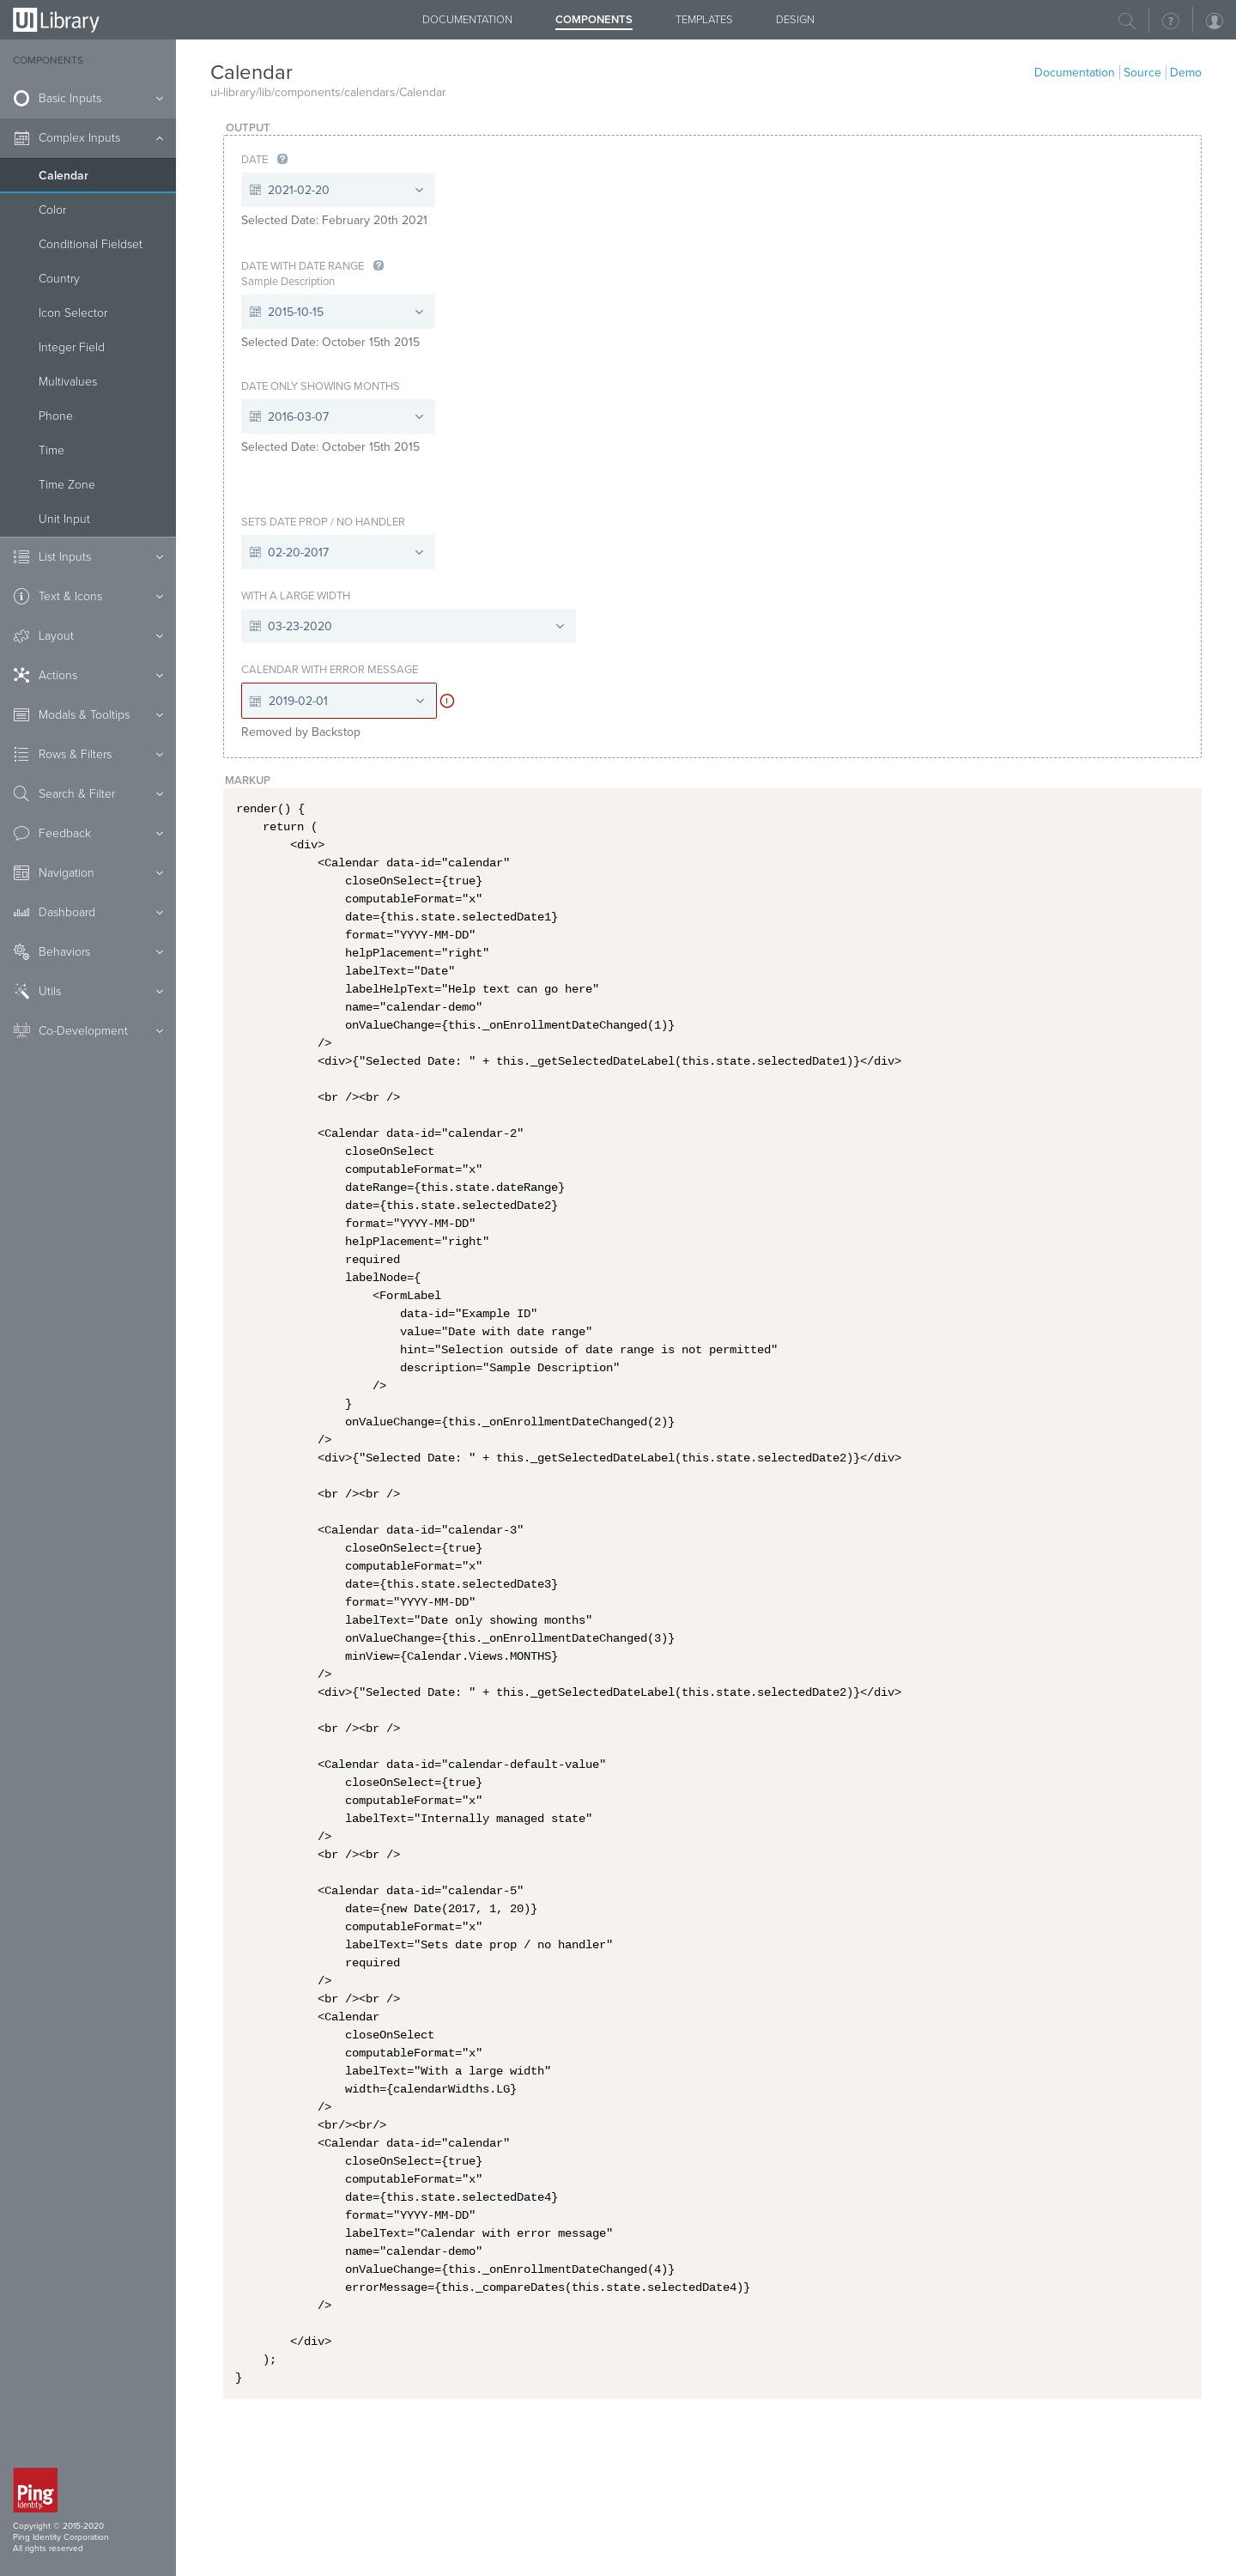 UI Library
DOCUMENTATION
COMPONENTS
TEMPLATES
DESIGN
COMPONENTS
Basic Inputs
Complex Inputs
Calendar
Color
Conditional Fieldset
Country
Icon Selector
Integer Field
Multivalues
Phone
Time
Time Zone
Unit Input
List Inputs
Text & Icons
Layout
Actions
Modals & Tooltips
Rows & Filters
Search & Filter
Feedback
Navigation
Dashboard
Behaviors
Utils
Co-Development
Ping
Identity.
Copyright © 2015-2020
Ping Identity Corporation
All rights reserved
Calendar
Documentation | Source | Demo
ui-library/lib/components/calendars/Calendar
OUTPUT
DATE ?
2021-02-20
Selected Date: February 20th 2021
DATE WITH DATE RANGE ?
Sample Description
2015-10-15
Selected Date: October 15th 2015
DATE ONLY SHOWING MONTHS
2016-03-07
Selected Date: October 15th 2015
SETS DATE PROP / NO HANDLER
02-20-2017
WITH A LARGE WIDTH
03-23-2020
CALENDAR WITH ERROR MESSAGE
2019-02-01
Removed by Backstop
MARKUP
render() {
    return (
        <div>
            <Calendar data-id="calendar"
                closeOnSelect={true}
                computableFormat="x"
                date={this.state.selectedDate1}
                format="YYYY-MM-DD"
                helpPlacement="right"
                labelText="Date"
                labelHelpText="Help text can go here"
                name="calendar-demo"
                onValueChange={this._onEnrollmentDateChanged(1)}
            />
            <div>{"Selected Date: " + this._getSelectedDateLabel(this.state.selectedDate1)}</div>

            <br /><br />

            <Calendar data-id="calendar-2"
                closeOnSelect
                computableFormat="x"
                dateRange={this.state.dateRange}
                date={this.state.selectedDate2}
                format="YYYY-MM-DD"
                helpPlacement="right"
                required
                labelNode={
                    <FormLabel
                        data-id="Example ID"
                        value="Date with date range"
                        hint="Selection outside of date range is not permitted"
                        description="Sample Description"
                    />
                }
                onValueChange={this._onEnrollmentDateChanged(2)}
            />
            <div>{"Selected Date: " + this._getSelectedDateLabel(this.state.selectedDate2)}</div>

            <br /><br />

            <Calendar data-id="calendar-3"
                closeOnSelect={true}
                computableFormat="x"
                date={this.state.selectedDate3}
                format="YYYY-MM-DD"
                labelText="Date only showing months"
                onValueChange={this._onEnrollmentDateChanged(3)}
                minView={Calendar.Views.MONTHS}
            />
            <div>{"Selected Date: " + this._getSelectedDateLabel(this.state.selectedDate2)}</div>

            <br /><br />

            <Calendar data-id="calendar-default-value"
                closeOnSelect={true}
                computableFormat="x"
                labelText="Internally managed state"
            />
            <br /><br />

            <Calendar data-id="calendar-5"
                date={new Date(2017, 1, 20)}
                computableFormat="x"
                labelText="Sets date prop / no handler"
                required
            />
            <br /><br />
            <Calendar
                closeOnSelect
                computableFormat="x"
                labelText="With a large width"
                width={calendarWidths.LG}
            />
            <br/><br/>
            <Calendar data-id="calendar"
                closeOnSelect={true}
                computableFormat="x"
                date={this.state.selectedDate4}
                format="YYYY-MM-DD"
                labelText="Calendar with error message"
                name="calendar-demo"
                onValueChange={this._onEnrollmentDateChanged(4)}
                errorMessage={this._compareDates(this.state.selectedDate4)}
            />

        </div>
    );
}